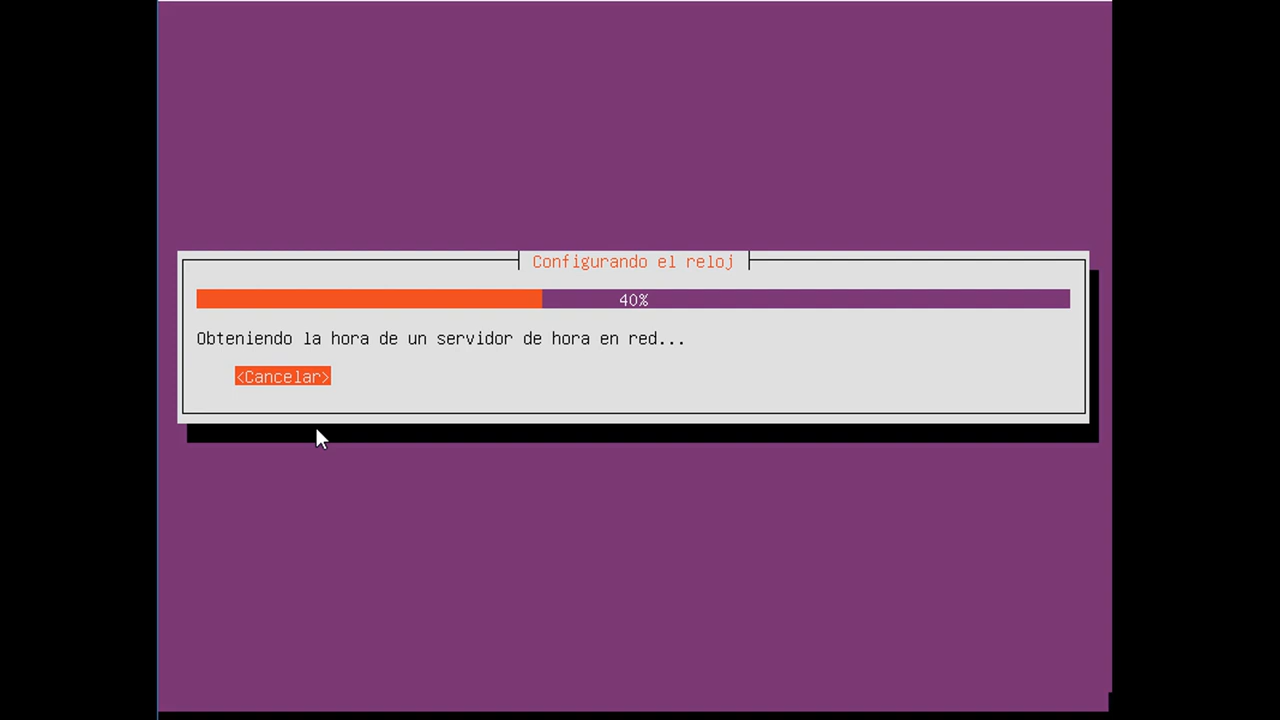 Configurando el reloj
40%
Obteniendo la hora de un servidor de hora en red...
<Cancelar>